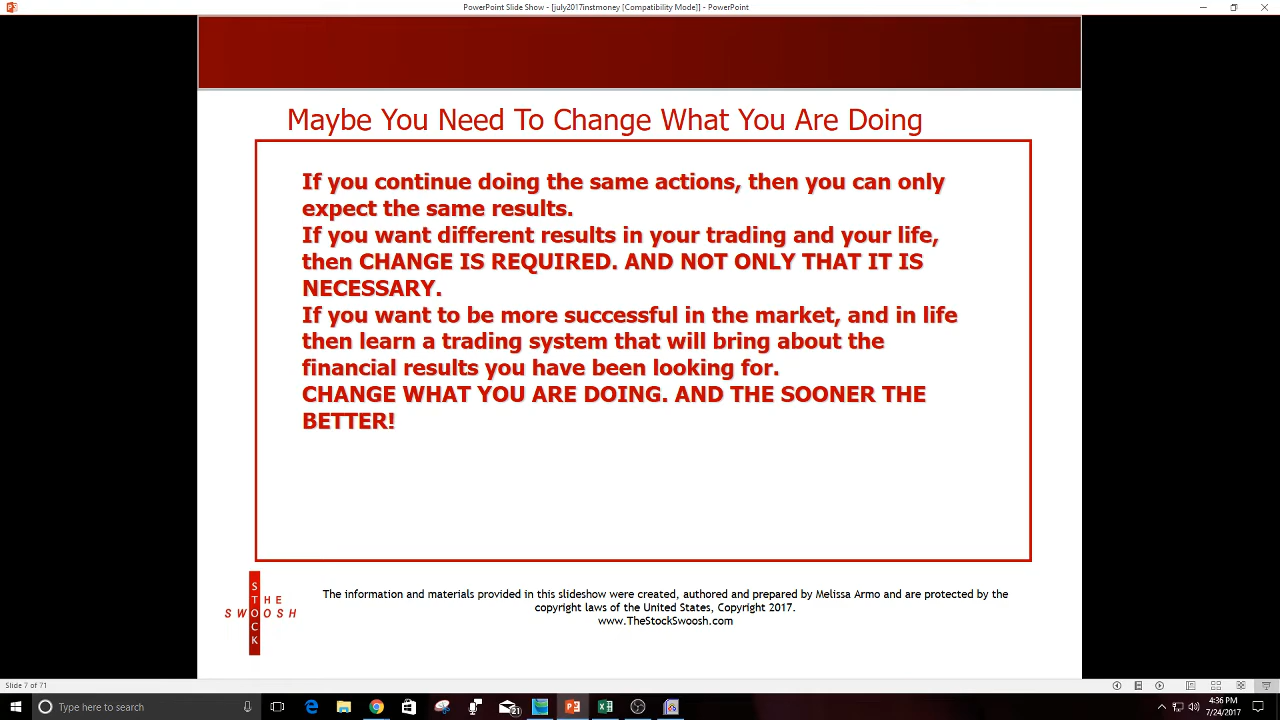 PowerPoint Slide Show - [july2017instmoney [Compatibility Mode]] - PowerPoint
Maybe You Need To Change What You Are Doing
If you continue doing the same actions, then you can only
expect the same results.
If you want different results in your trading and your life,
then CHANGE IS REQUIRED. AND NOT ONLY THAT IT IS
NECESSARY.
If you want to be more successful in the market, and in life
then learn a trading system that will bring about the
financial results you have been looking for.
CHANGE WHAT YOU ARE DOING. AND THE SOONER THE
BETTER!
THE
STOCK
SWOOSH
The information and materials provided in this slideshow were created, authored and prepared by Melissa Armo and are protected by the
copyright laws of the United States, Copyright 2017.
www.TheStockSwoosh.com
Slide 7 of 71
Type here to search
21
4:36 PM
7/24/2017